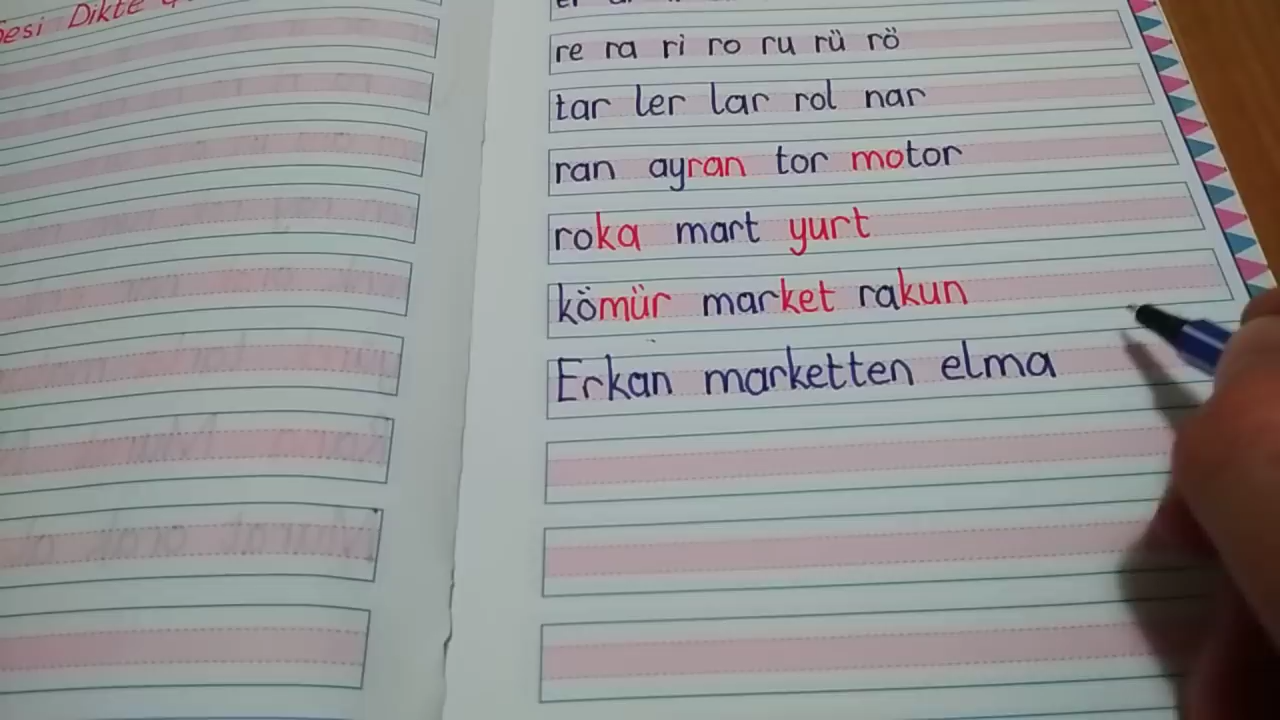 esi Dikte
re ra ri ro ru rü rö
tar ler lar rol nar
ran ayran tor motor
roka mart yurt
kömür market rakun
Erkan marketten elma